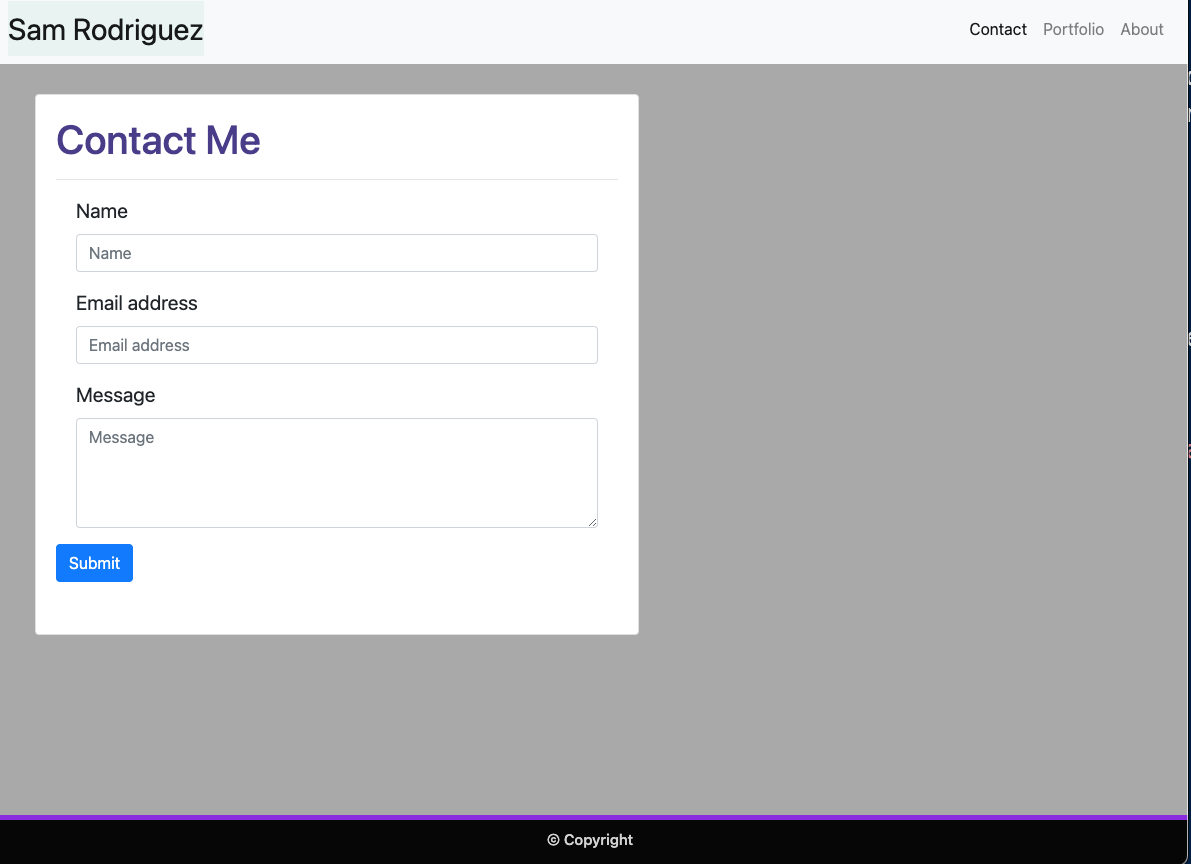 Sam Rodriguez
Contact Portfolio About
Contact Me
Name
Name
Email address
Email address
Message
Message
Submit
© Copyright